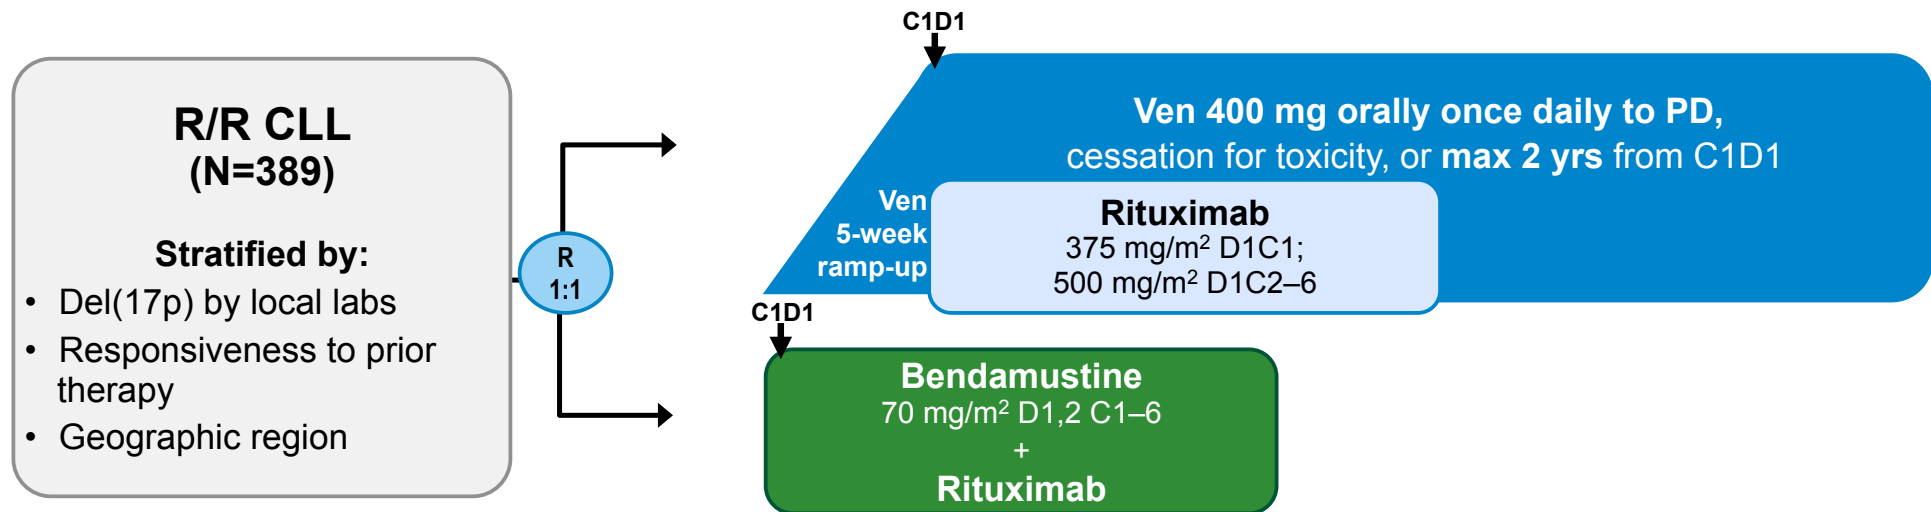 R/R CLL
(N=389)
Stratified by:
• Del(17p) by local labs
• Responsiveness to prior
therapy
• Geographic region
R
1:1
C1D1
Ven 400 mg orally once daily to PD,
cessation for toxicity, or max 2 yrs from C1D1
Ven
5-week
ramp-up
Rituximab
375 mg/m² D1C1;
500 mg/m² D1C2–6
C1D1
Bendamustine
70 mg/m² D1,2 C1–6
+
Rituximab